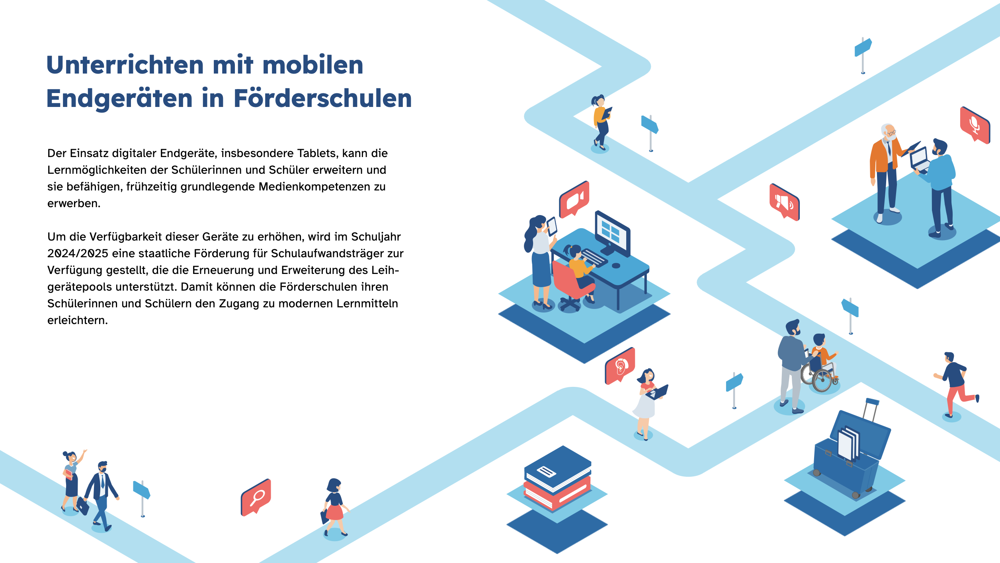 Unterrichten mit mobilen
Endgeräten in Förderschulen
Der Einsatz digitaler Endgeräte, insbesondere Tablets, kann die
Lernmöglichkeiten der Schülerinnen und Schüler erweitern und
sie befähigen, frühzeitig grundlegende Medienkompetenzen zu
erwerben.
Um die Verfügbarkeit dieser Geräte zu erhöhen, wird im Schuljahr
2024/2025 eine staatliche Förderung für Schulaufwandsträger zur
Verfügung gestellt, die die Erneuerung und Erweiterung des Leih-
gerätepools unterstützt. Damit können die Förderschulen ihren
Schülerinnen und Schülern den Zugang zu modernen Lernmitteln
erleichtern.